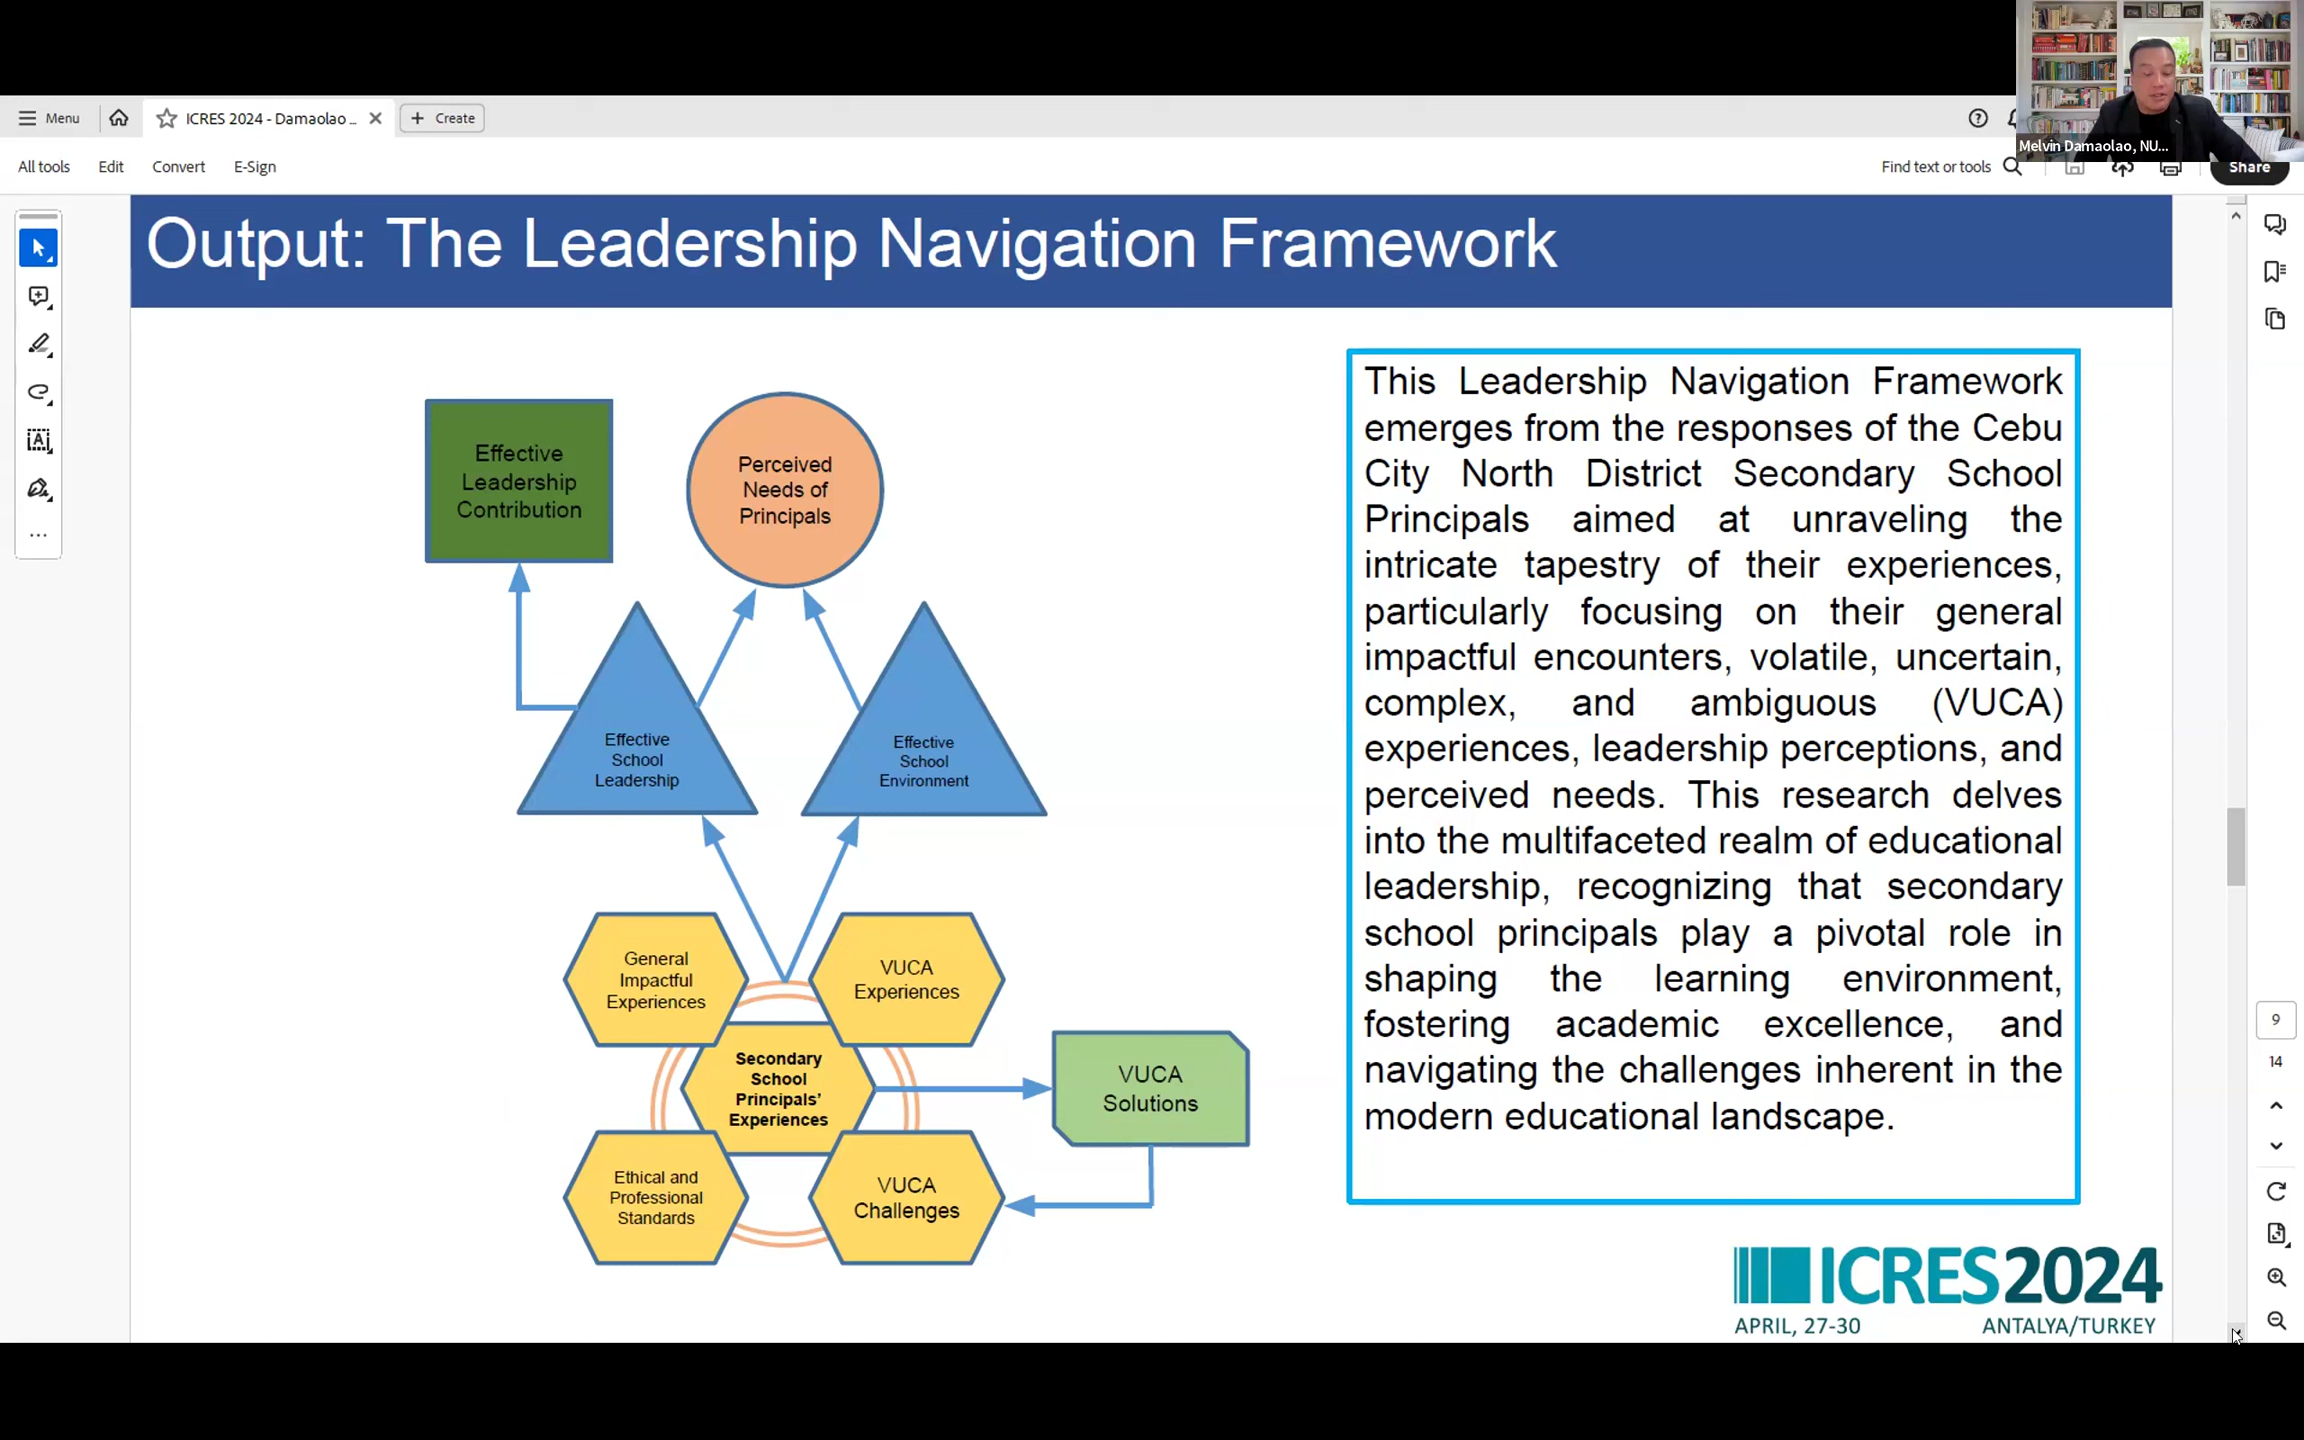 Menu
ICRES 2024 - Damaolao ...
Create
Melvin Damaolao, NU...
All tools
Edit
Convert
E-Sign
Find text or tools
Share
Output: The Leadership Navigation Framework
Effective
Leadership
Contribution
Perceived
Needs of
Principals
Effective
School
Leadership
Effective
School
Environment
General
Impactful
Experiences
VUCA
Experiences
Secondary
School
Principals’
Experiences
VUCA
Solutions
Ethical and
Professional
Standards
VUCA
Challenges
This Leadership Navigation Framework
emerges from the responses of the Cebu
City North District Secondary School
Principals aimed at unraveling the
intricate tapestry of their experiences,
particularly focusing on their general
impactful encounters, volatile, uncertain,
complex, and ambiguous (VUCA)
experiences, leadership perceptions, and
perceived needs. This research delves
into the multifaceted realm of educational
leadership, recognizing that secondary
school principals play a pivotal role in
shaping the learning environment,
fostering academic excellence, and
navigating the challenges inherent in the
modern educational landscape.
9
14
ICRES2024
APRIL, 27-30
ANTALYA/TURKEY